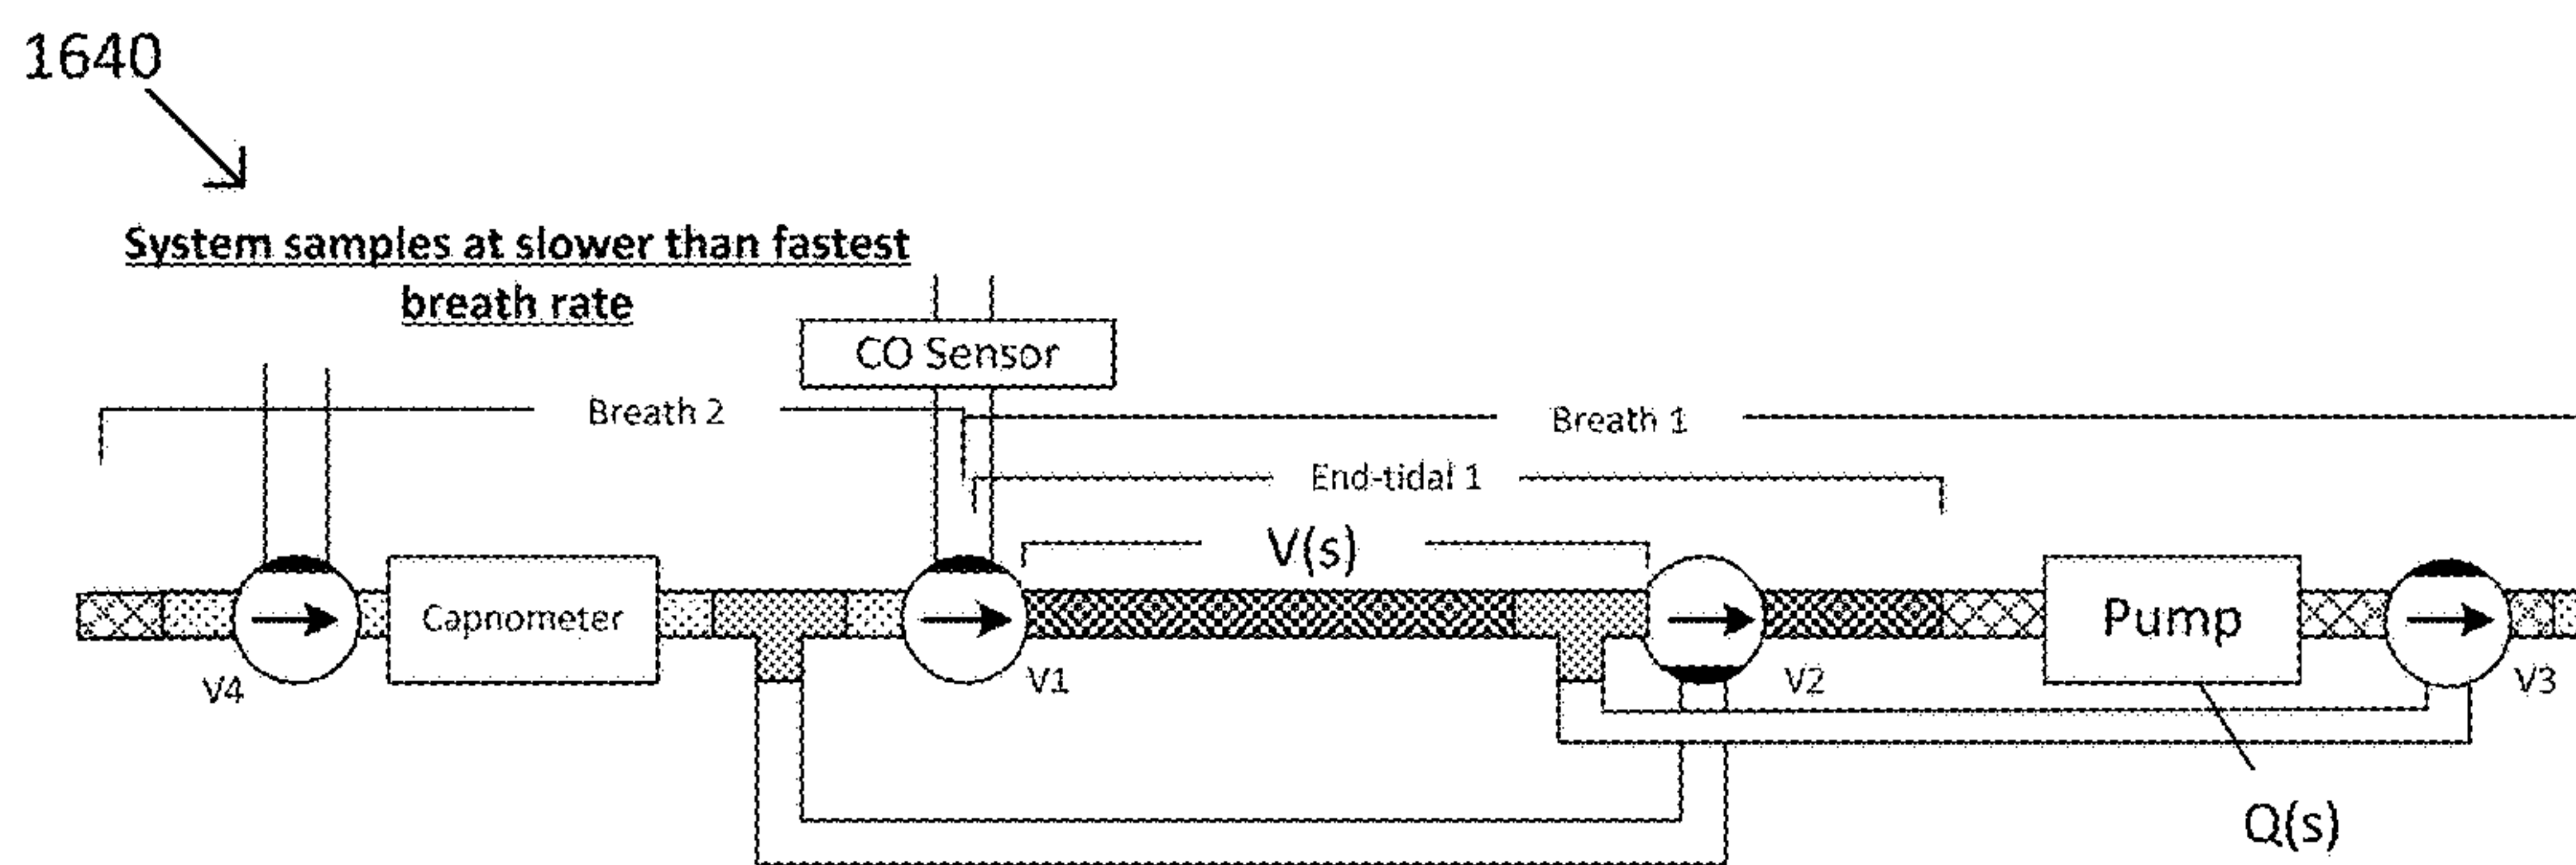 1640
System samples at slower than fastest
breath rate
CO Sensor
Breath 2
Breath 1
End-tidal 1
V(s)
Capnometer
Pump
V4
V1
V2
V3
Q(s)